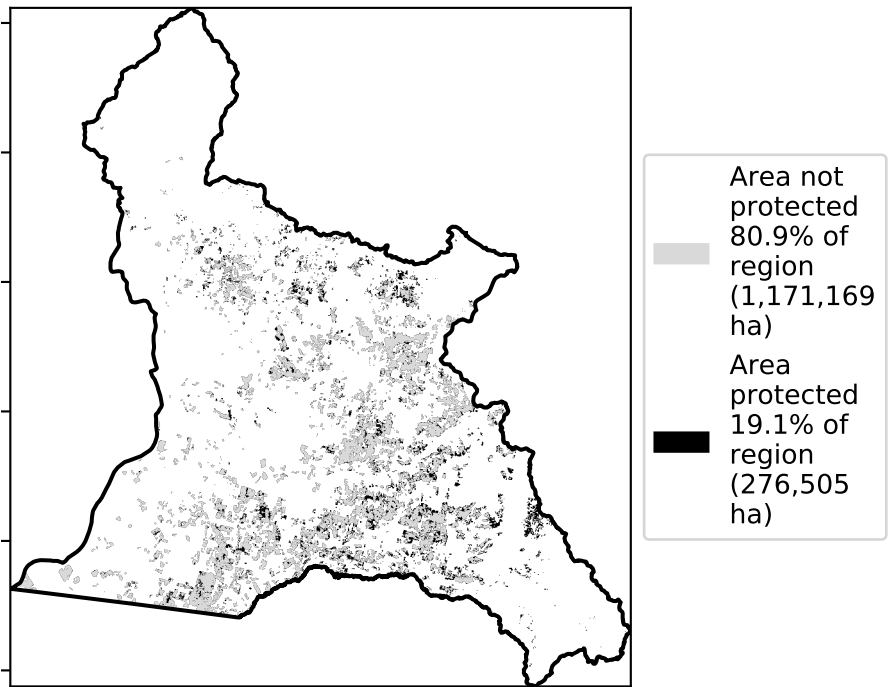 Area not
protected
80.9% of
region
(1,171,169
ha)
Area
protected
19.1% of
region
(276,505
ha)